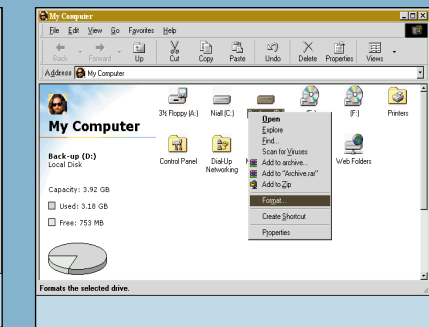 My Computer
File Edit View Go Favorites Help
Back Forward Up Cut Copy Paste Undo Delete Properties Views
Address My Computer
My Computer
3½ Floppy (A:) Niall (C:) (F:) Printers
Back-up (D:)
Local Disk
Capacity: 3.92 GB
Used: 3.18 GB
Free: 753 MB
Control Panel Dial-Up Networking Web Folders
Open
Explore
Find...
Scan for Viruses
Add to archive...
Add to "Archive.rar"
Add to Zip
Format...
Create Shortcut
Properties
Formats the selected drive.